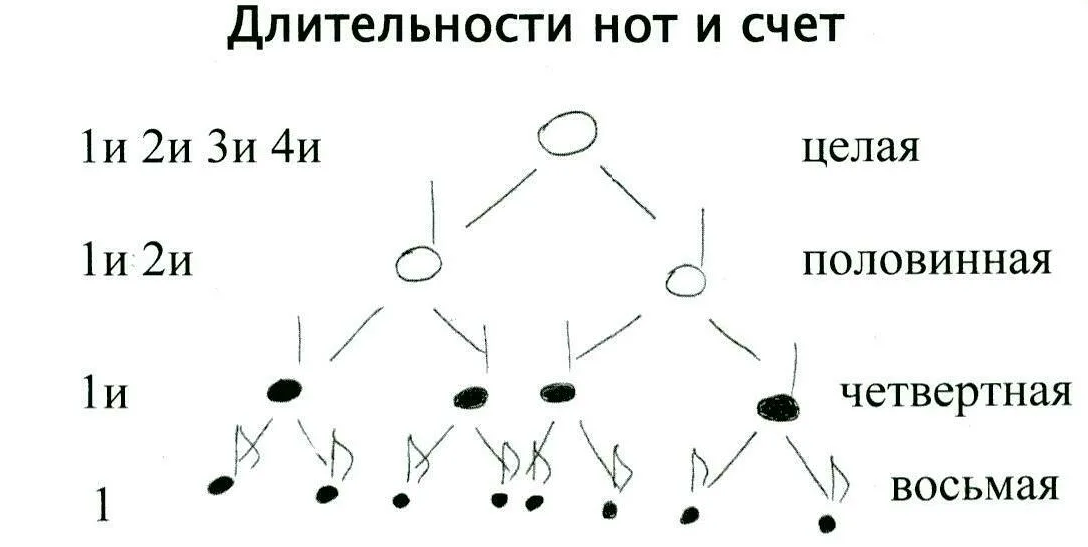 Длительности нот и счет
1и 2и 3и 4и целая
1и 2и половинная
1и четвертная
1 восьмая